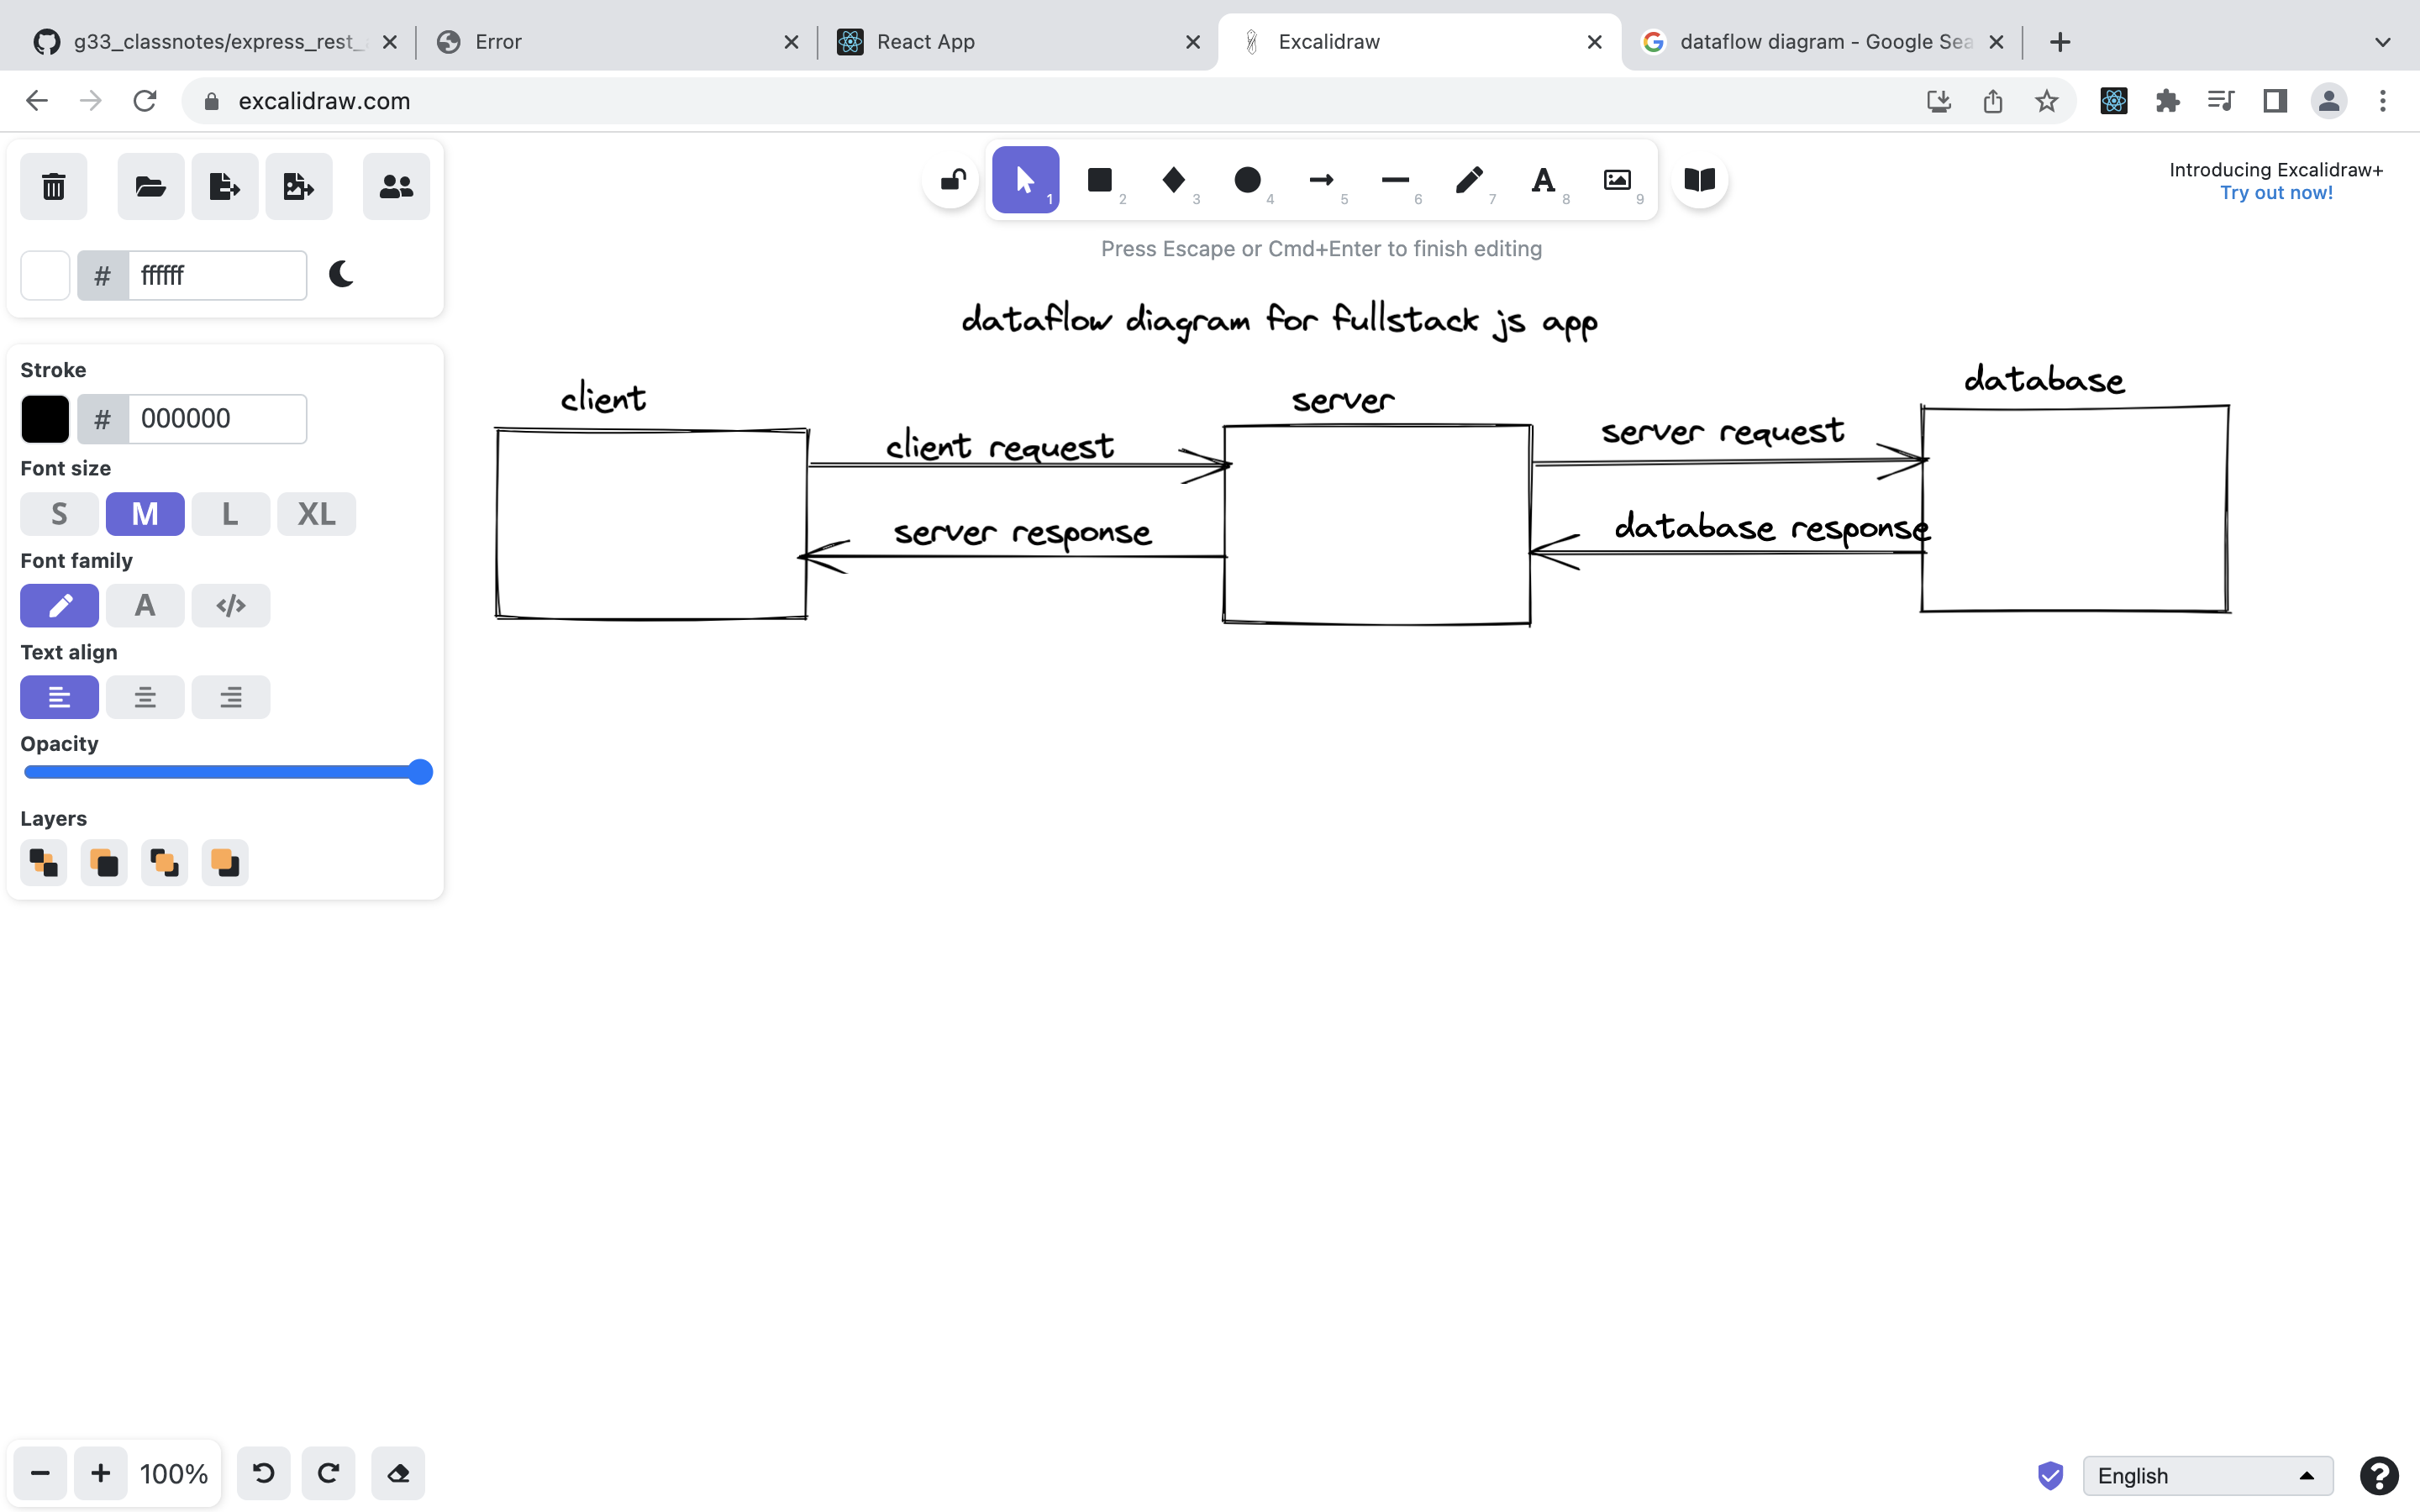 g33_classnotes/express_rest_
Error
React App
Excalidraw
dataflow diagram - Google Sea
excalidraw.com
1
2
3
4
5
6
7
A 8
9
Introducing Excalidraw+
Try out now!
# ffffff
Press Escape or Cmd+Enter to finish editing
dataflow diagram for fullstack js app
Stroke
# 000000
Font size
S M L XL
Font family
A </>
Text align
Opacity
Layers
client
server
database
client request
server request
server response
database response
100%
English
?